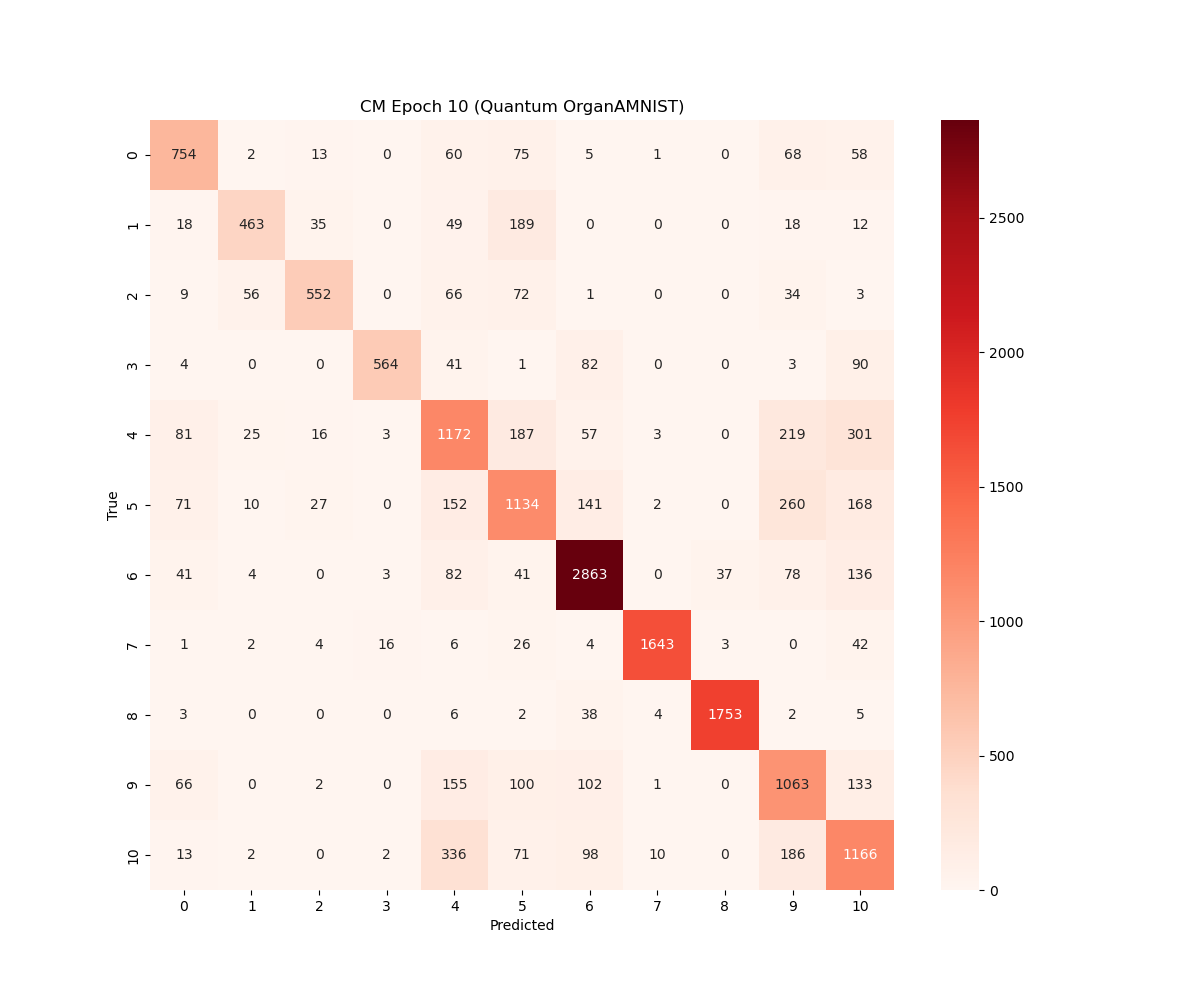 CM Epoch 10 (Quantum OrganAMNIST)
0 754 2 13 0 60 75 5 1 0 68 58
1 18 463 35 0 49 189 0 0 0 18 12
2 9 56 552 0 66 72 1 0 0 34 3
3 4 0 0 564 41 1 82 0 0 3 90
4 81 25 16 3 1172 187 57 3 0 219 301
True
5 71 10 27 0 152 1134 141 2 0 260 168
6 41 4 0 3 82 41 2863 0 37 78 136
7 1 2 4 16 6 26 4 1643 3 0 42
8 3 0 0 0 6 2 38 4 1753 2 5
9 66 0 2 0 155 100 102 1 0 1063 133
10 13 2 0 2 336 71 98 10 0 186 1166
0 1 2 3 4 5 6 7 8 9 10
Predicted
2500
2000
1500
1000
500
0